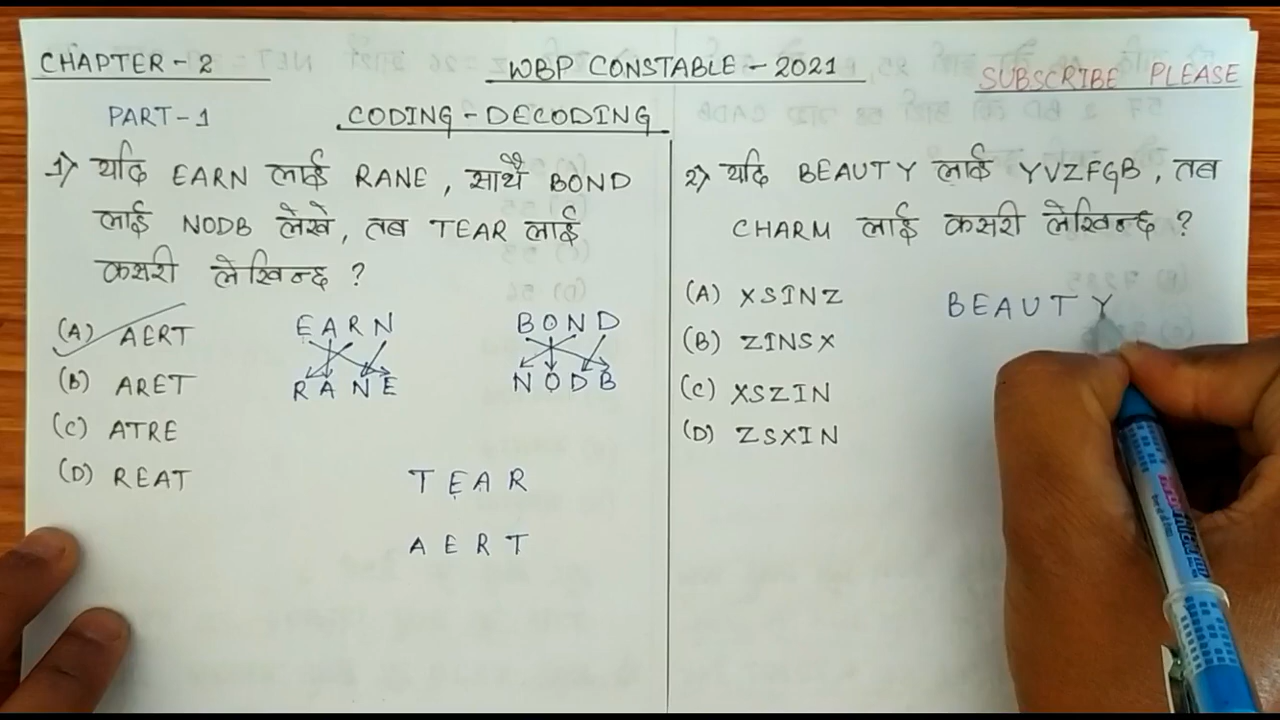 CHAPTER - 2
WBP CONSTABLE - 2021
SUBSCRIBE PLEASE
PART - 1
CODING - DECODING
1) यदि EARN लाई RANE, साथै BOND
लाई NODB लेखे, तब TEAR लाई
कसरी लेखिन्छ ?
(A) AERT
(B) ARET
(C) ATRE
(D) REAT
EARN
RANE
BOND
NODB
TEAR
AERT
2) यदि BEAUTY लाई YVZFGB, तब
CHARM लाई कसरी लेखिन्छ ?
(A) XSINZ
(B) ZINSX
(C) XSZIN
(D) ZSXIN
BEAUTY